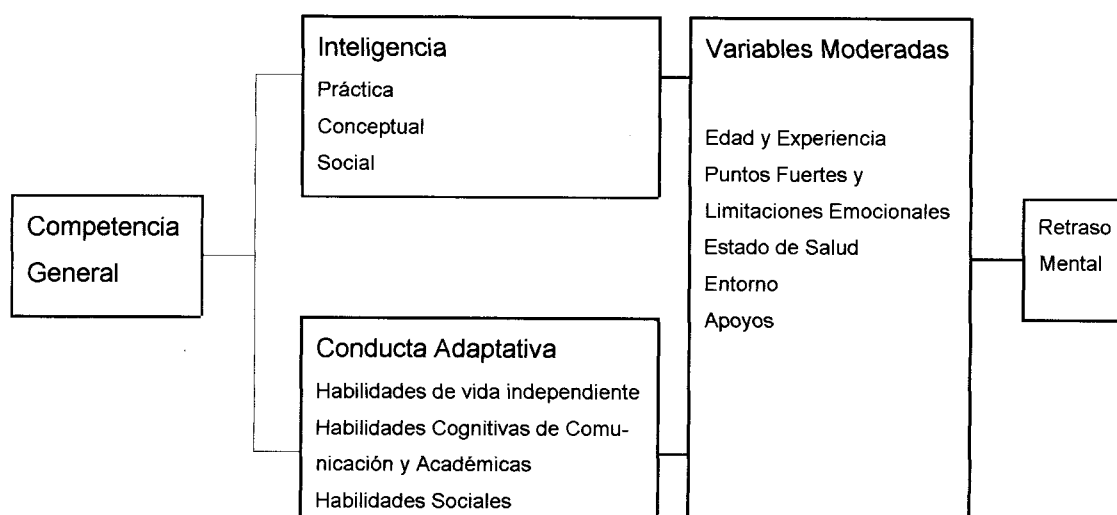 Competencia
General
Inteligencia
Práctica
Conceptual
Social
Conducta Adaptativa
Habilidades de vida independiente
Habilidades Cognitivas de Comu-
nicación y Académicas
Habilidades Sociales
Variables Moderadas
Edad y Experiencia
Puntos Fuertes y
Limitaciones Emocionales
Estado de Salud
Entorno
Apoyos
Retraso
Mental